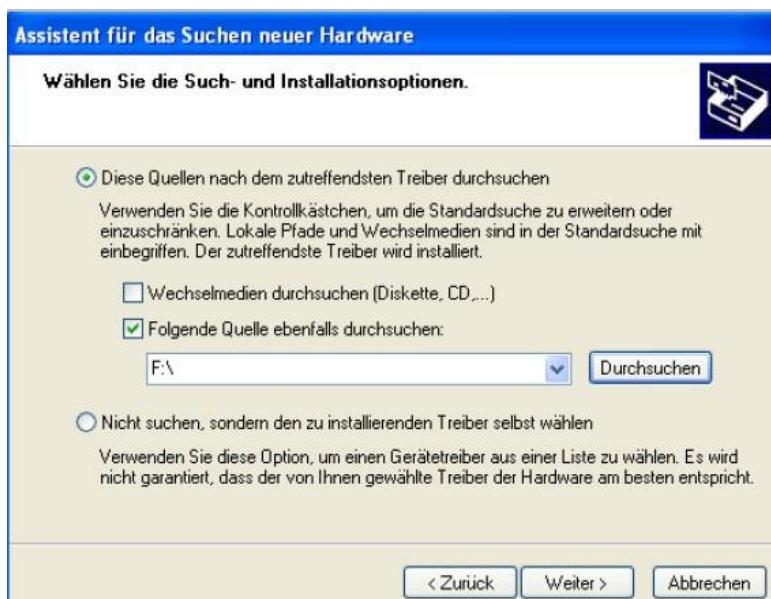 Assistent für das Suchen neuer Hardware
Wählen Sie die Such- und Installationsoptionen.
Diese Quellen nach dem zutreffendsten Treiber durchsuchen
Verwenden Sie die Kontrollkästchen, um die Standardsuche zu erweitern oder
einzuschränken. Lokale Pfade und Wechselmedien sind in der Standardsuche mit
einbegriffen. Der zutreffendste Treiber wird installiert.
Wechselmedien durchsuchen (Diskette, CD,...)
Folgende Quelle ebenfalls durchsuchen:
F:\
Durchsuchen
Nicht suchen, sondern den zu installierenden Treiber selbst wählen
Verwenden Sie diese Option, um einen Gerätetreiber aus einer Liste zu wählen. Es wird
nicht garantiert, dass der von Ihnen gewählte Treiber der Hardware am besten entspricht.
< Zurück
Weiter >
Abbrechen